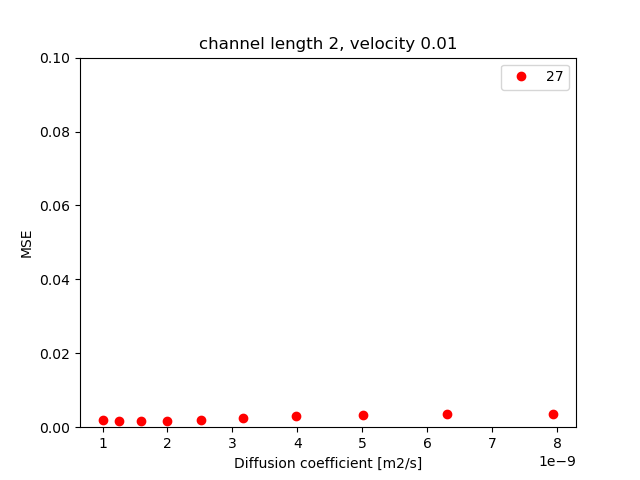 channel length 2, velocity 0.01
27
MSE
0.10
0.08
0.06
0.04
0.02
0.00
1 2 3 4 5 6 7 8
1e−9
Diffusion coefficient [m2/s]